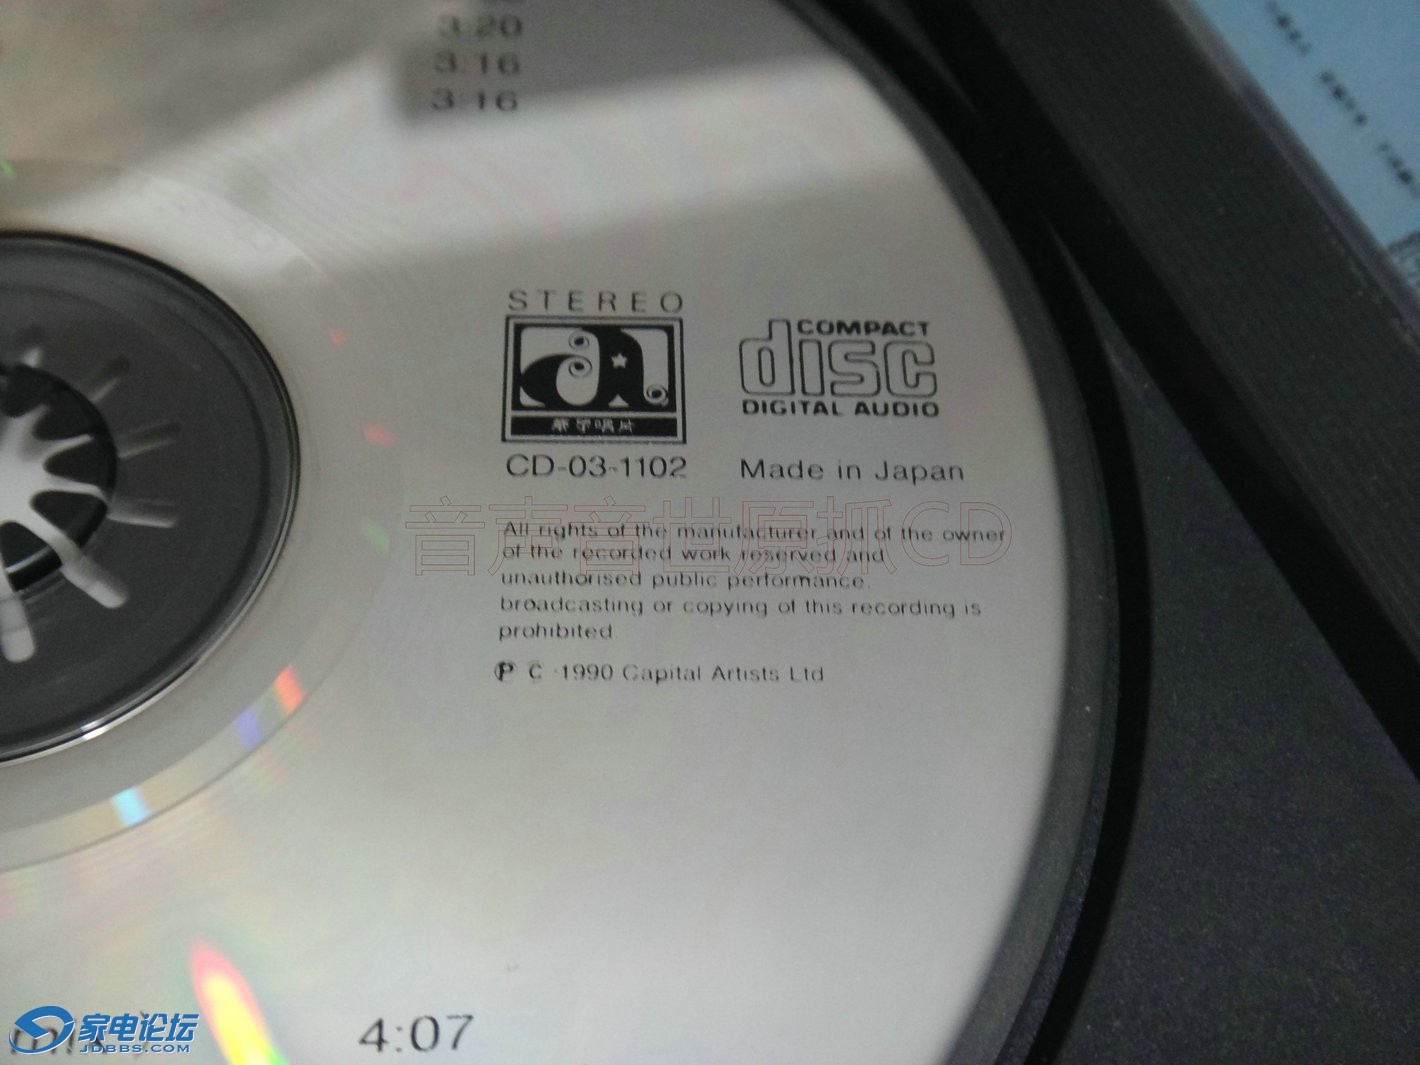 3:20
3:16
3:16
STEREO
a
華星唱片
CD-03-1102
COMPACT
disc
DIGITAL AUDIO
Made in Japan
音声音世原抓CD
All rights of the manufacturer and of the owner
of the recorded work reserved and
unauthorised public performance,
broadcasting or copying of this recording is
prohibited.
Ⓟ © 1990 Capital Artists Ltd
4:07
家电论坛
JDBBS.COM